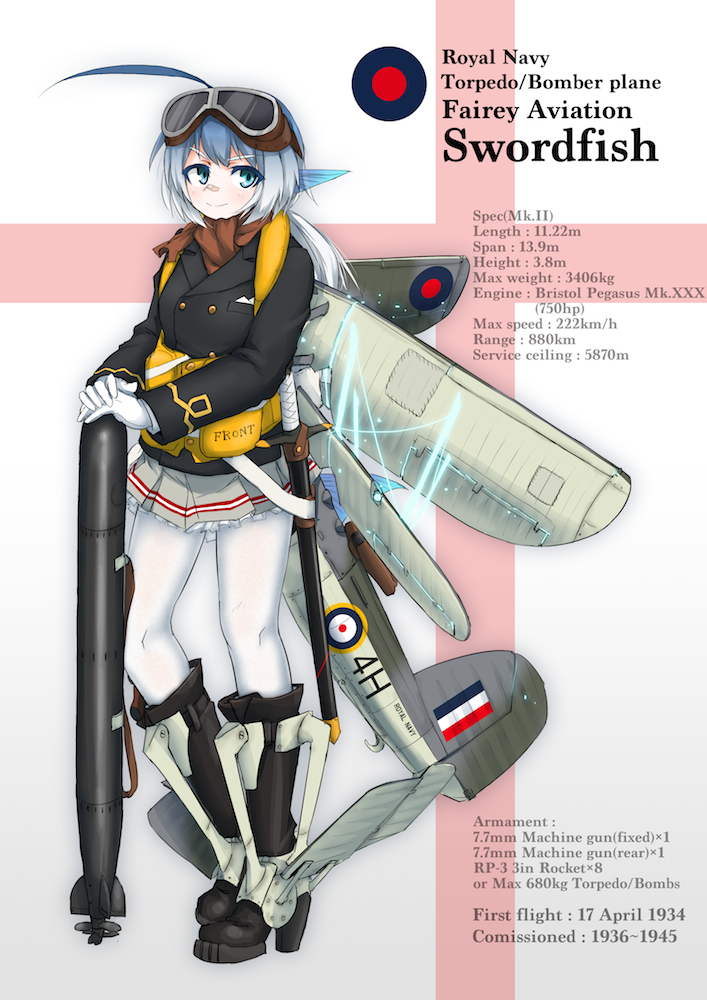 Royal Navy
Torpedo/Bomber plane
Fairey Aviation
Swordfish
Spec(Mk.II)
Length : 11.22m
Span : 13.9m
Height : 3.8m
Max weight : 3406kg
Engine : Bristol Pegasus Mk.XXX
(750hp)
Max speed : 222km/h
Range : 880km
Service ceiling : 5870m
FRONT
4H
ROYAL NAVY
Armament :
7.7mm Machine gun(fixed)×1
7.7mm Machine gun(rear)×1
RP-3 3in Rocket×8
or Max 680kg Torpedo/Bombs
First flight : 17 April 1934
Comissioned : 1936~1945